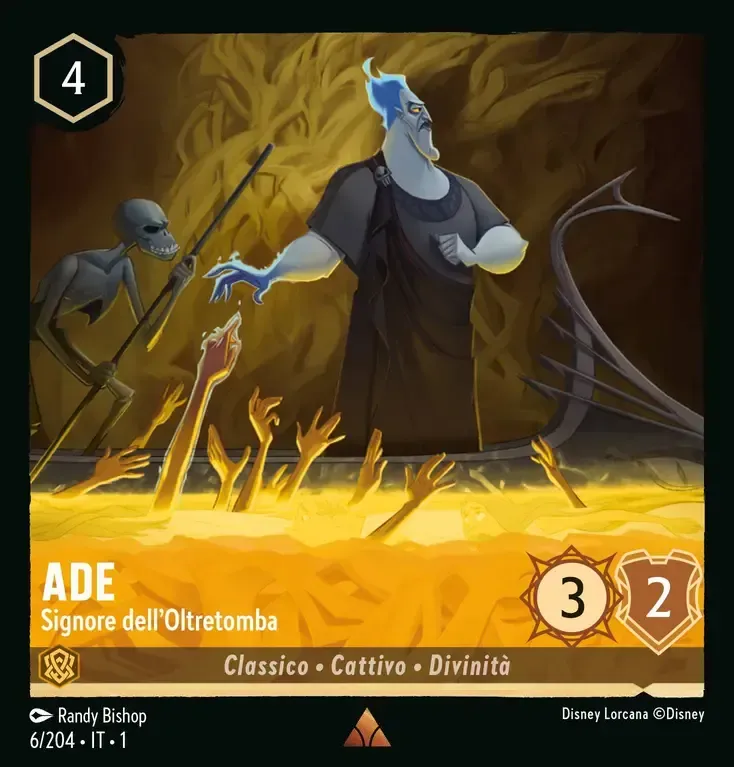 4
ADE
Signore dell'Oltretomba
3
2
Classico • Cattivo • Divinità
Randy Bishop
6/204 • IT • 1
Disney Lorcana ©Disney